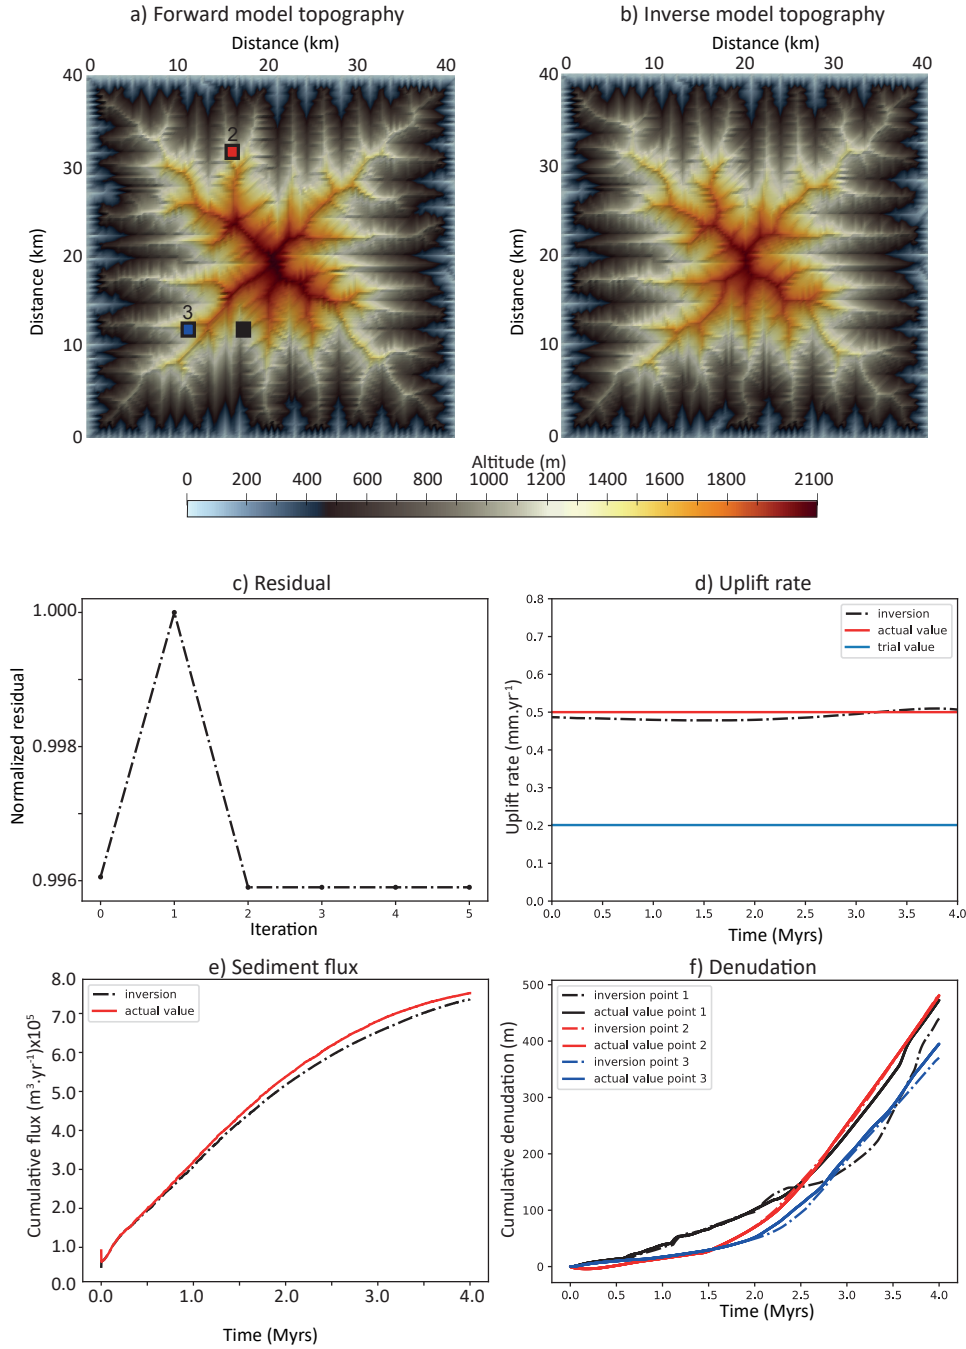 a) Forward model topography
b) Inverse model topography
Distance (km)
Distance (km)
0 10 20 30 40
0 10 20 30 40
40
30
20
10
0
Distance (km)
2
3
40
30
20
10
0
Distance (km)
Altitude (m)
0 200 400 600 800 1000 1200 1400 1600 1800 2100
c) Residual
1.000
0.998
0.996
Normalized residual
0 1 2 3 4 5
Iteration
d) Uplift rate
0.8
0.7
0.6
0.5
0.4
0.3
0.2
0.1
0.0
Uplift rate (mm.yr⁻¹)
inversion
actual value
trial value
0.0 0.5 1.0 1.5 2.0 2.5 3.0 3.5 4.0
Time (Myrs)
e) Sediment flux
8.0
7.0
6.0
5.0
4.0
3.0
2.0
1.0
0.0
Cumulative flux (m³.yr⁻¹)x10⁵
inversion
actual value
0.0 1.0 2.0 3.0 4.0
Time (Myrs)
f) Denudation
500
400
300
200
100
0
Cumulative denudation (m)
inversion point 1
actual value point 1
inversion point 2
actual value point 2
inversion point 3
actual value point 3
0.0 0.5 1.0 1.5 2.0 2.5 3.0 3.5 4.0
Time (Myrs)